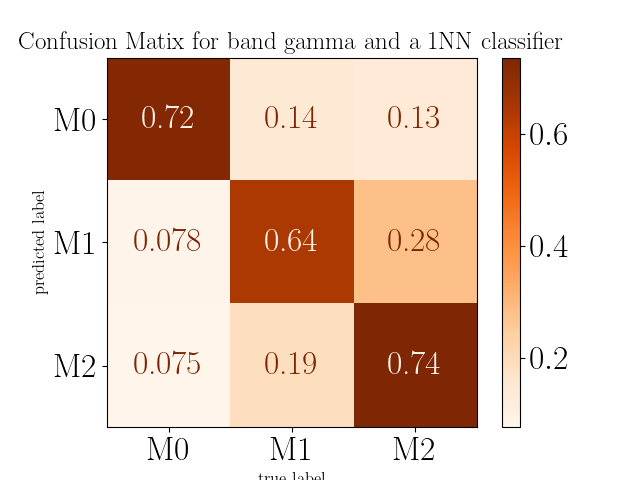 Confusion Matix for band gamma and a 1NN classifier
M0 0.72 0.14 0.13
M1 0.078 0.64 0.28
M2 0.075 0.19 0.74
M0 M1 M2
predicted label
true label
0.6
0.4
0.2